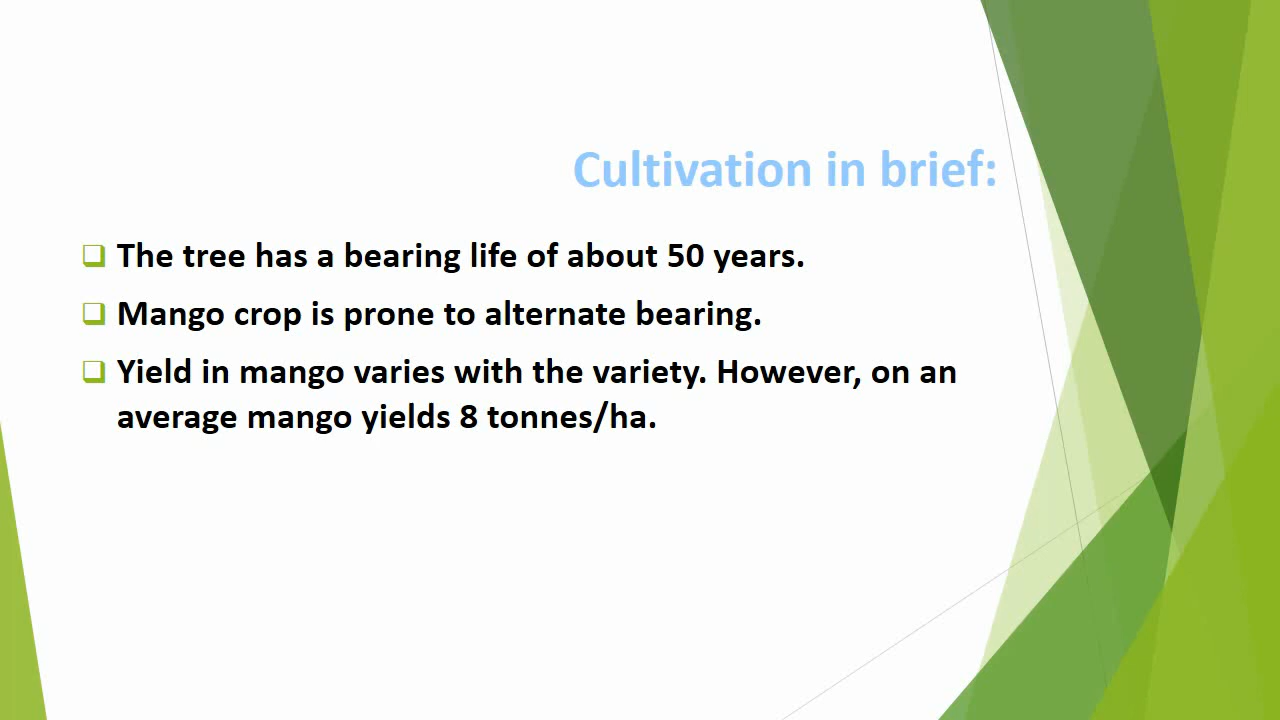 Cultivation in brief:
The tree has a bearing life of about 50 years.
Mango crop is prone to alternate bearing.
Yield in mango varies with the variety. However, on an
average mango yields 8 tonnes/ha.